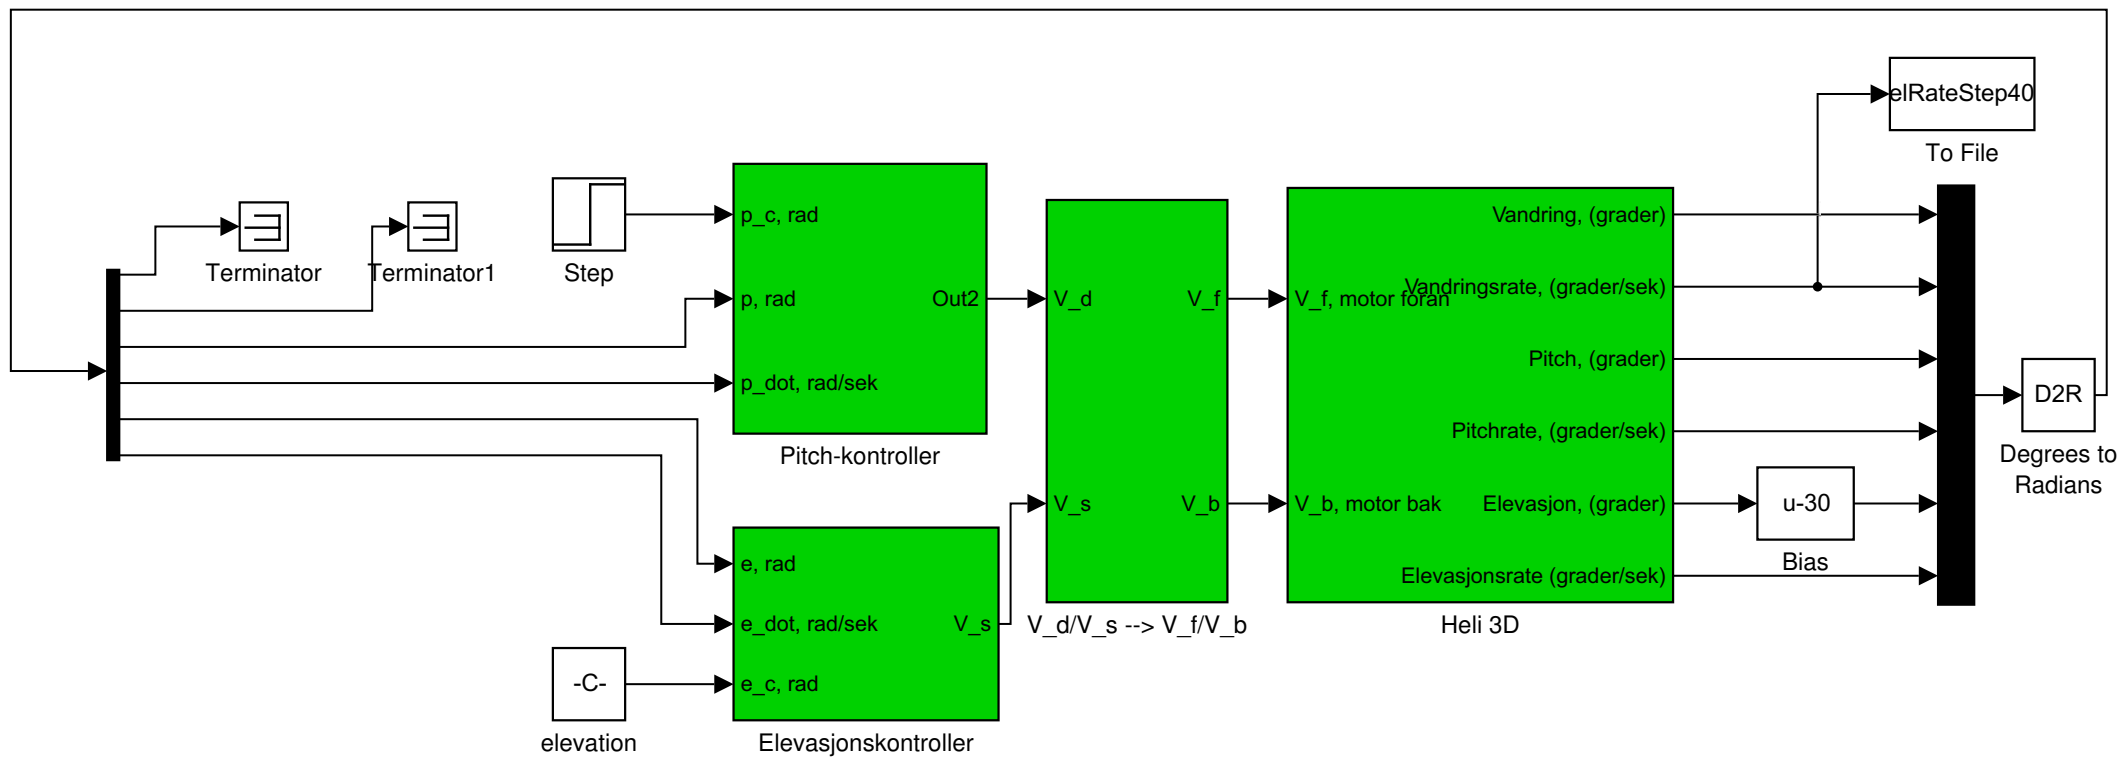 elRateStep40
To File
Terminator
Terminator1
Step
p_c, rad
p, rad
p_dot, rad/sek
Out2
Pitch-kontroller
V_d
V_s
V_f
V_b
V_d/V_s --> V_f/V_b
V_f, motor foran
V_b, motor bak
Vandring, (grader)
Vandringsrate, (grader/sek)
Pitch, (grader)
Pitchrate, (grader/sek)
Elevasjon, (grader)
Elevasjonsrate (grader/sek)
Heli 3D
u-30
Bias
D2R
Degrees to
Radians
e, rad
e_dot, rad/sek
e_c, rad
V_s
Elevasjonskontroller
-C-
elevation